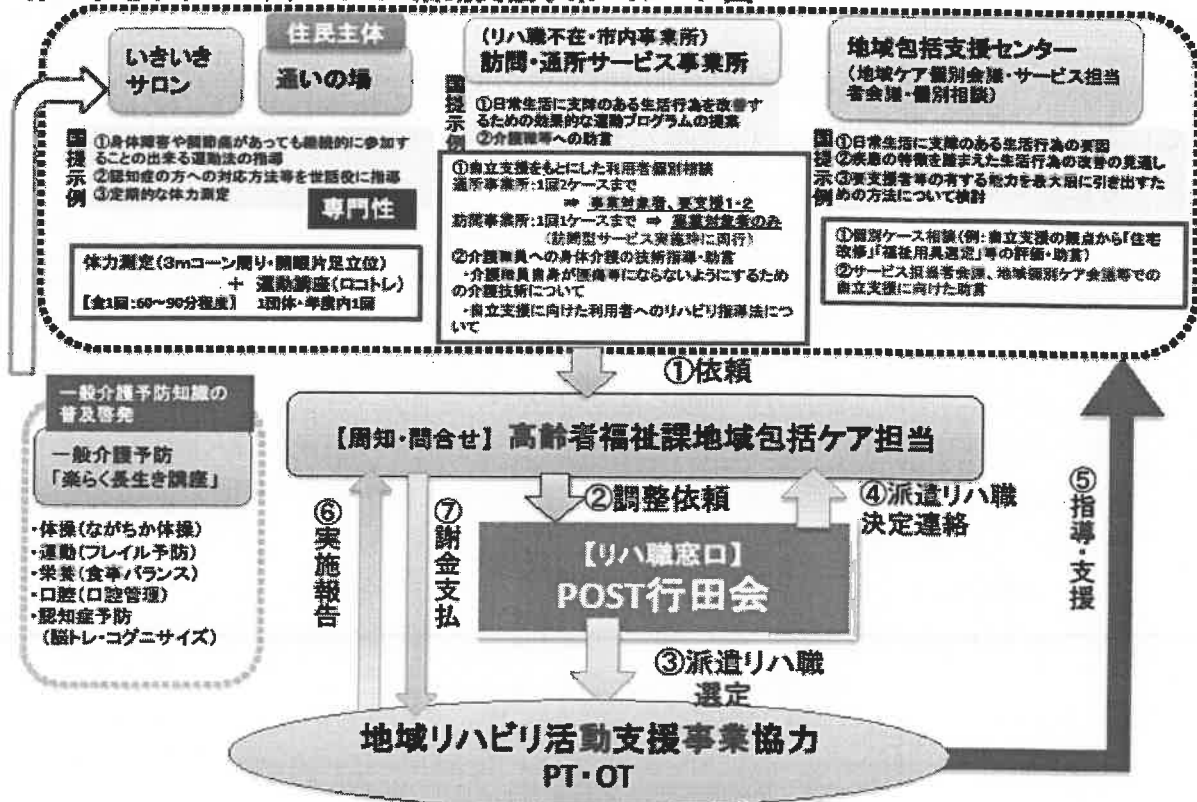 住民主体
いきいき
サロン
通いの場
国提示例
①身体障害や関節痛があっても継続的に参加す
ることの出来る運動法の指導
②認知症の方への対応方法等を世話役に指導
③定期的な体力測定
専門性
体力測定(3mコーン周り・開眼片足立位)
+ 運動講座(ロコトレ)
【全1回:60~90分程度】 1団体・年度内1回
(リハ職不在・市内事業所)
訪問・通所サービス事業所
国提示例
①日常生活に支障のある生活行為を改善す
るための効果的な運動プログラムの提案
②介護職等への助言
①自立支援をもとにした利用者個別相談
通所事業所:1回2ケースまで
⇒ 事業対象者、要支援1・2
訪問事業所:1回1ケースまで ⇒ 事業対象者のみ
(訪問型サービス実施時に同行)
②介護職員への身体介護の技術指導・助言
・介護職員自身が腰痛等にならないようにするため
の介護技術について
・自立支援に向けた利用者へのリハビリ指導法につ
いて
地域包括支援センター
(地域ケア個別会議・サービス担当
者会議・個別相談)
国提示例
①日常生活に支障のある生活行為の要因
②疾患の特徴を踏まえた生活行為の改善の見通し
③要支援者等の有する能力を最大限に引き出すた
めの方法について検討
①個別ケース相談(例:自立支援の観点から「住宅
改修」「福祉用具選定」等の評価・助言)
②サービス担当者会議、地域個別ケア会議等での
自立支援に向けた助言
①依頼
一般介護予防知識の
普及啓発
一般介護予防
「楽らく長生き講座」
・体操(ながちか体操)
・運動(フレイル予防)
・栄養(食事バランス)
・口腔(口腔管理)
・認知症予防
(脳トレ・コグニサイズ)
【周知・問合せ】 高齢者福祉課地域包括ケア担当
②調整依頼
④派遣リハ職
決定連絡
⑥実施報告
⑦謝金支払
【リハ職窓口】
POST行田会
⑤指導・支援
③派遣リハ職
選定
地域リハビリ活動支援事業協力
PT・OT